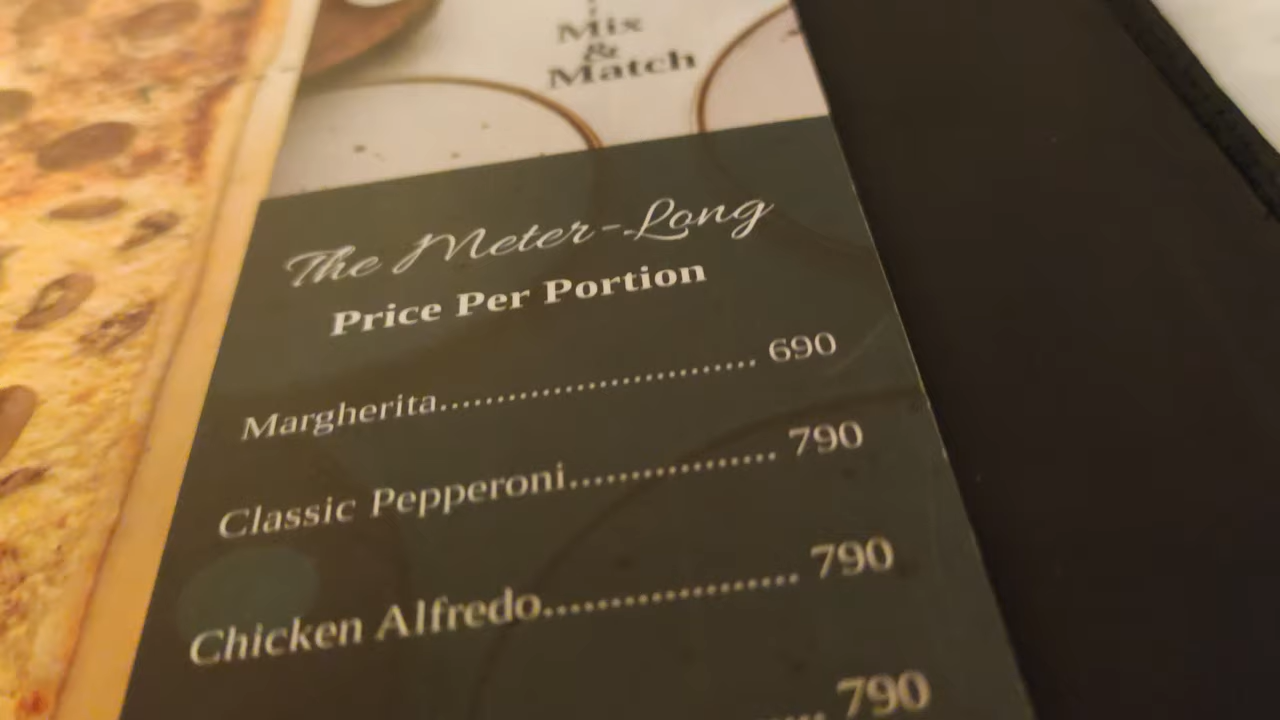 Mix
&
Match
The Meter-Long
Price Per Portion
Margherita............................ 690
Classic Pepperoni................. 790
Chicken Alfredo..................... 790
790